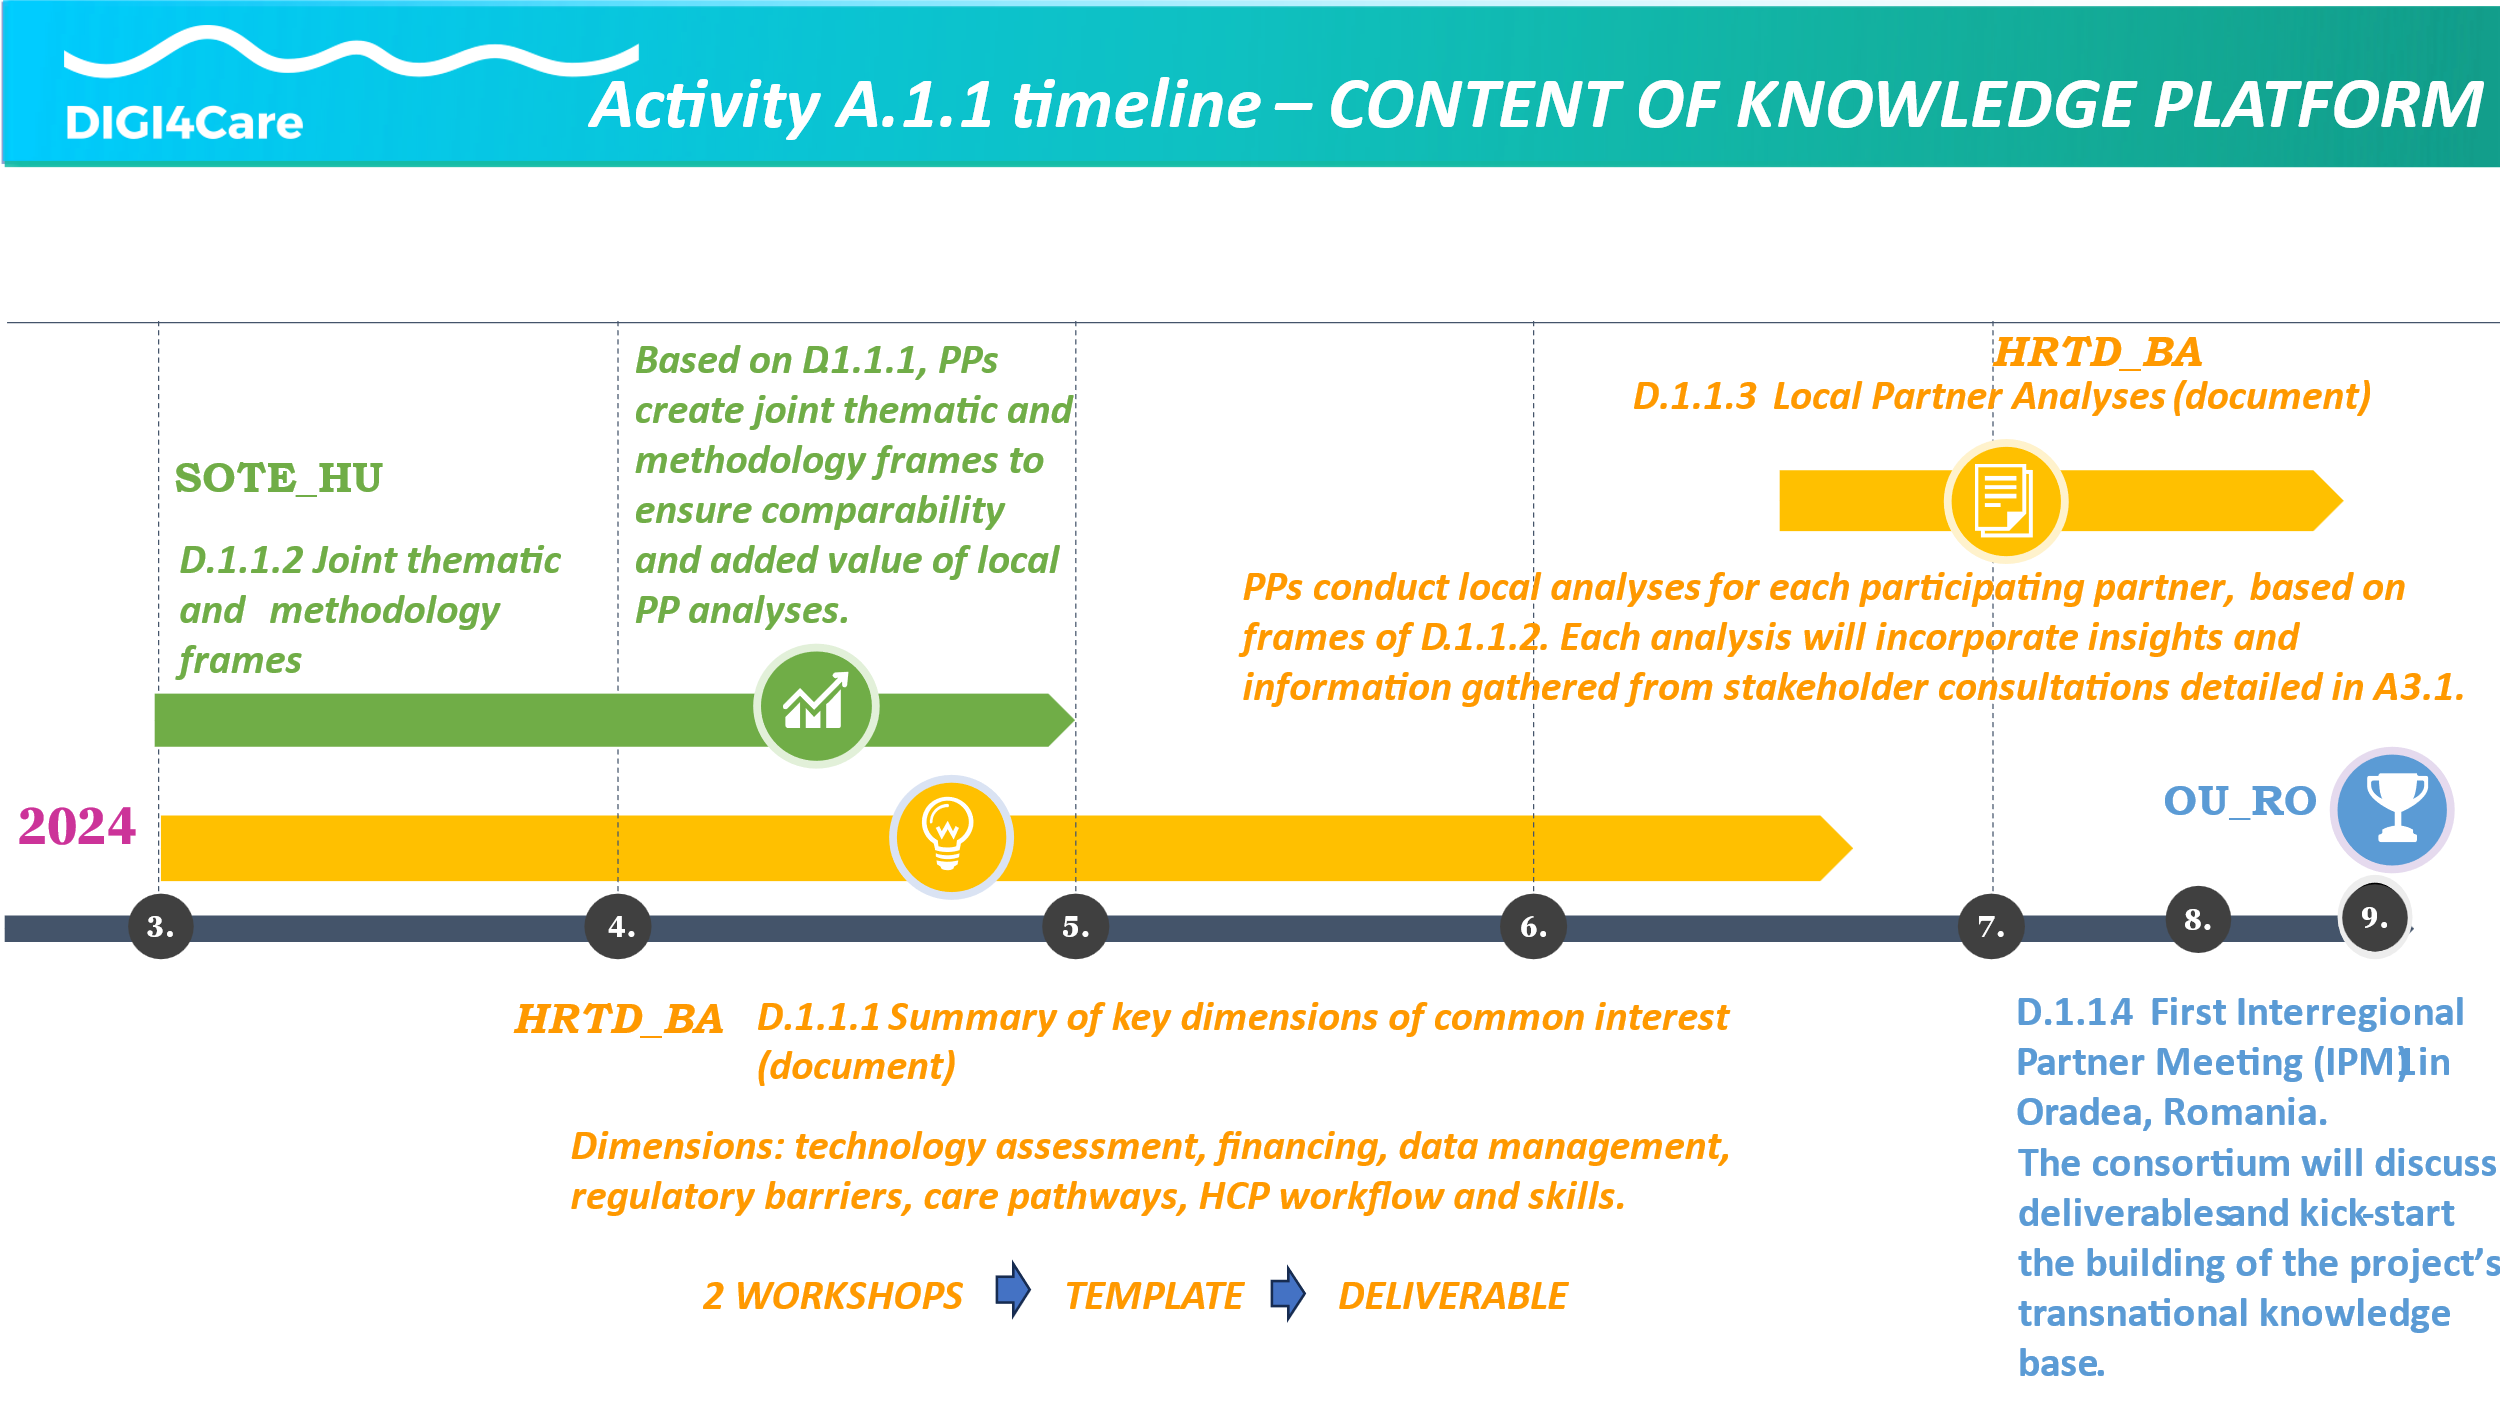 DIGI4Care
Activity A.1.1 timeline – CONTENT OF KNOWLEDGE PLATFORM
SOTE_HU
D.1.1.2 Joint thematic
and methodology
frames
Based on D.1.1.1, PPs
create joint thematic and
methodology frames to
ensure comparability
and added value of local
PP analyses.
HRTD_BA
D.1.1.3 Local Partner Analyses (document)
PPs conduct local analyses for each participating partner, based on
frames of D.1.1.2. Each analysis will incorporate insights and
information gathered from stakeholder consultations detailed in A3.1.
2024
OU_RO
3. 4. 5. 6. 7. 8. 9.
HRTD_BA
D.1.1.1 Summary of key dimensions of common interest
(document)
Dimensions: technology assessment, financing, data management,
regulatory barriers, care pathways, HCP workflow and skills.
2 WORKSHOPS TEMPLATE DELIVERABLE
D.1.1.4 First Interregional
Partner Meeting (IPM1) in
Oradea, Romania.
The consortium will discuss
deliverables and kick-start
the building of the project’s
transnational knowledge
base.